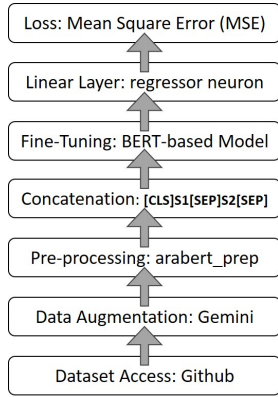 Loss: Mean Square Error (MSE)
Linear Layer: regressor neuron
Fine-Tuning: BERT-based Model
Concatenation: [CLS]S1[SEP]S2[SEP]
Pre-processing: arabert_prep
Data Augmentation: Gemini
Dataset Access: Github